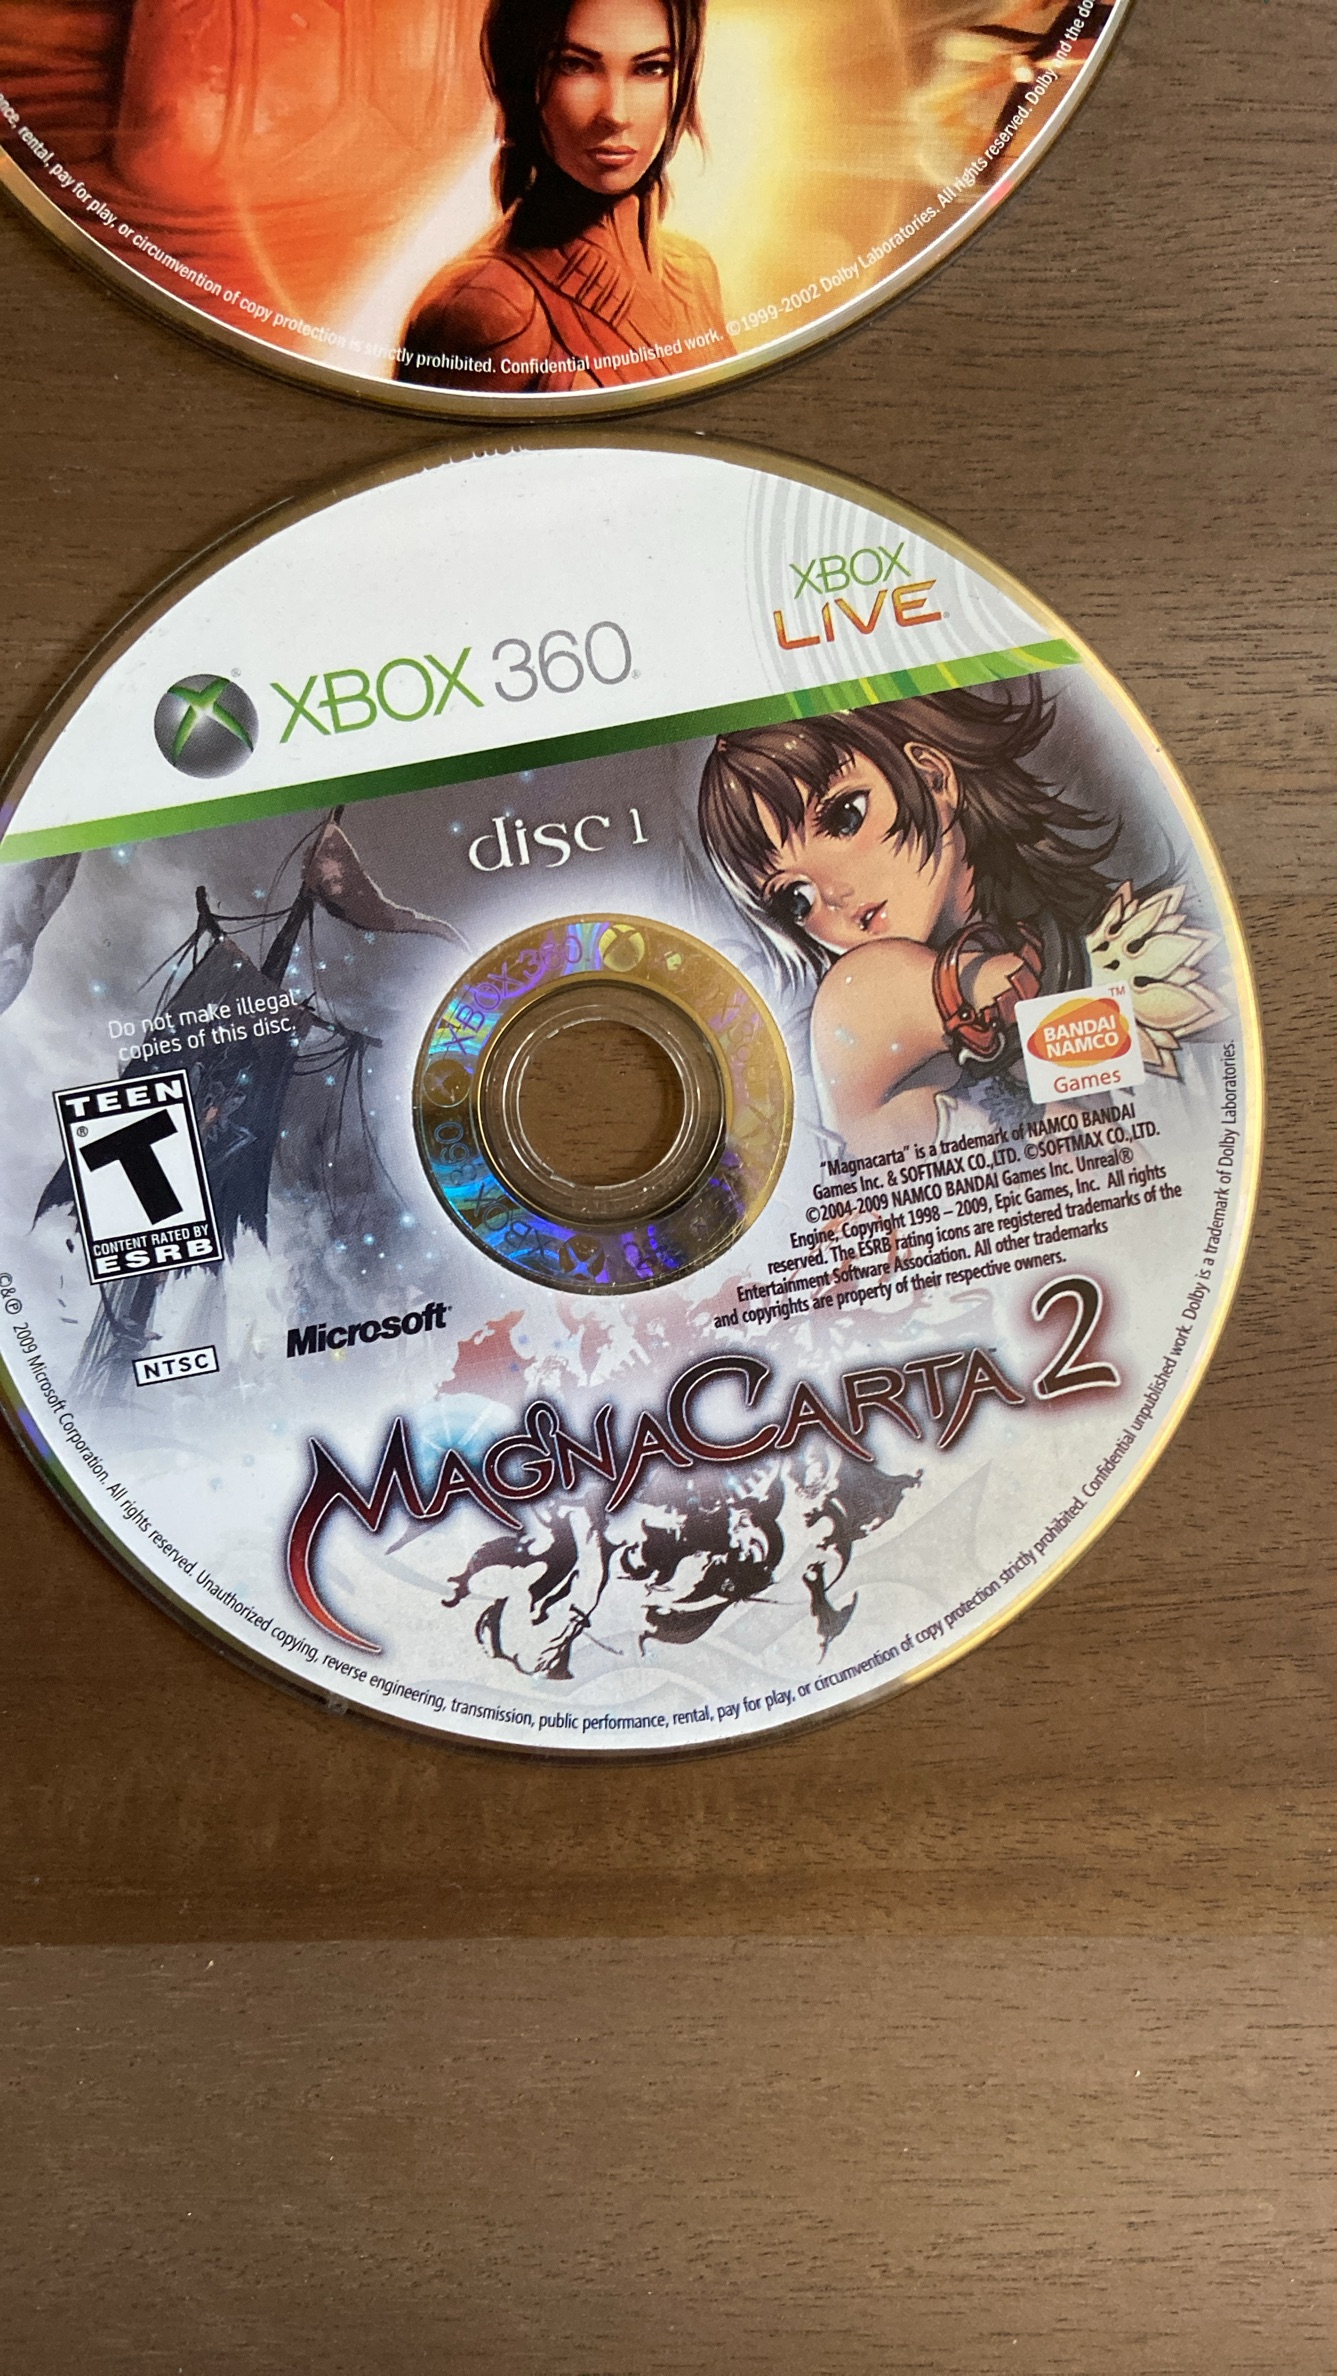 nce, rental, pay for play, or circumvention of copy protection is strictly prohibited. Confidential unpublished work. ©1999-2002 Dolby Laboratories. All rights reserved. Dolby and the do
XBOX
LIVE®
XBOX 360®
disc 1
XBOX 360
Do not make illegal
copies of this disc.
TEEN
T®
CONTENT RATED BY
ESRB
BANDAI
NAMCO™
Games
"Magnacarta" is a trademark of NAMCO BANDAI
Games Inc. & SOFTMAX CO.,LTD. ©SOFTMAX CO.,LTD.
©2004-2009 NAMCO BANDAI Games Inc. Unreal®
Engine, Copyright 1998 – 2009, Epic Games, Inc. All rights
reserved. The ESRB rating icons are registered trademarks of the
Entertainment Software Association. All other trademarks
and copyrights are property of their respective owners.
Microsoft®
NTSC
MAGNACARTA™ 2
©&℗ 2009 Microsoft Corporation. All rights reserved. Unauthorized copying, reverse engineering, transmission, public performance, rental, pay for play, or circumvention of copy protection strictly prohibited. Confidential unpublished work. Dolby is a trademark of Dolby Laboratories.